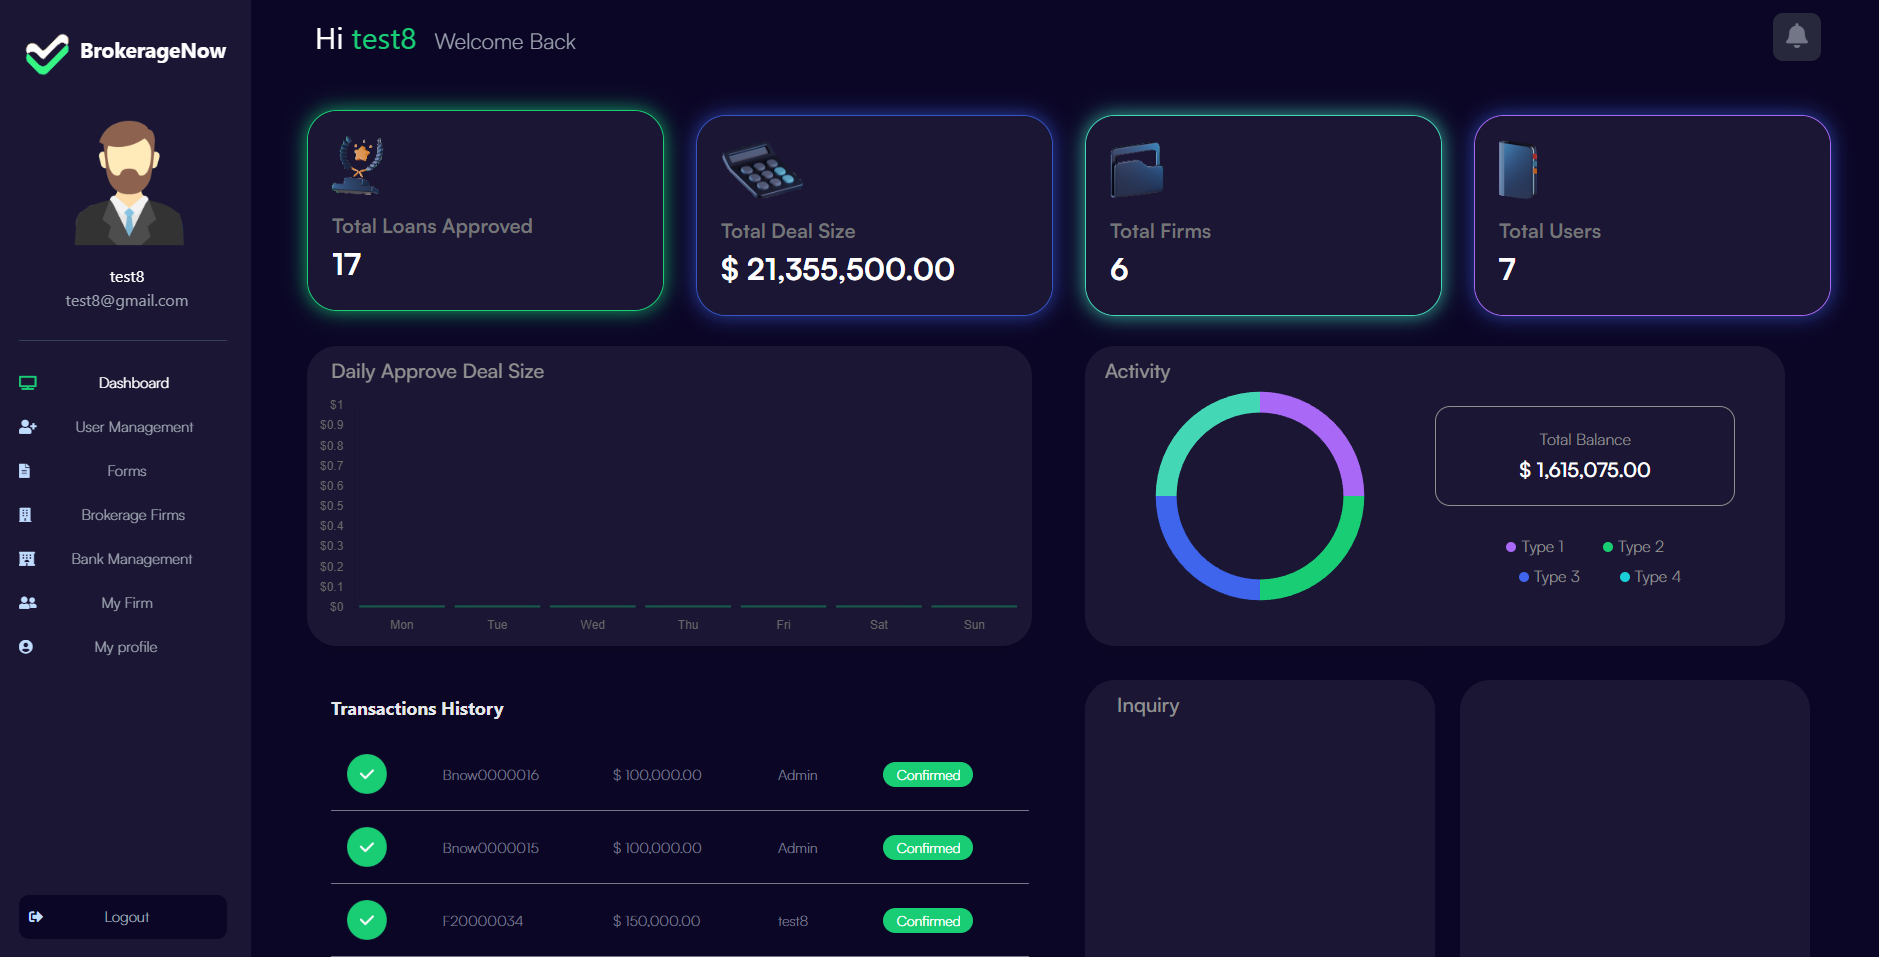 BrokerageNow
test8
test8@gmail.com
Dashboard
User Management
Forms
Brokerage Firms
Bank Management
My Firm
My profile
Logout
Hi test8 Welcome Back
Total Loans Approved
17
Total Deal Size
$ 21,355,500.00
Total Firms
6
Total Users
7
Daily Approve Deal Size
$1
$0.9
$0.8
$0.7
$0.6
$0.5
$0.4
$0.3
$0.2
$0.1
$0
Mon Tue Wed Thu Fri Sat Sun
Activity
Total Balance
$ 1,615,075.00
Type 1 Type 2
Type 3 Type 4
Transactions History
Bnow0000016 $ 100,000.00 Admin Confirmed
Bnow0000015 $ 100,000.00 Admin Confirmed
F20000034 $ 150,000.00 test8 Confirmed
Inquiry